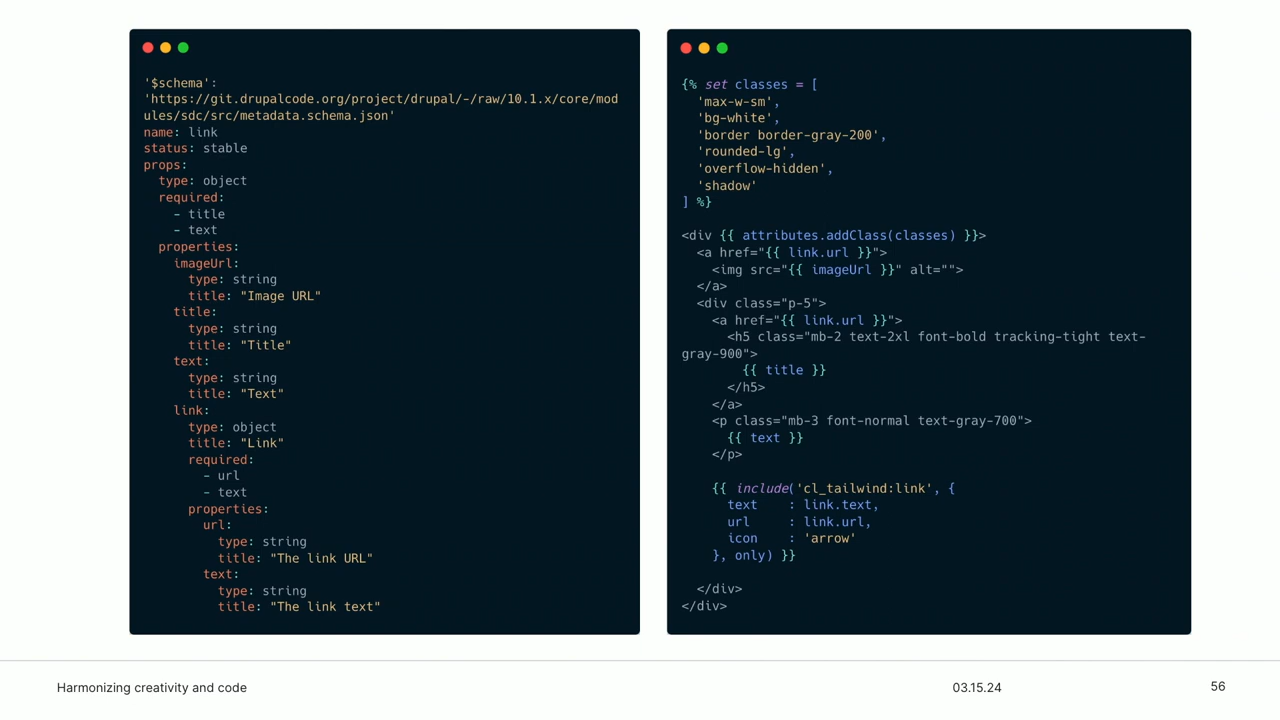 '$schema':
'https://git.drupalcode.org/project/drupal/-/raw/10.1.x/core/mod
ules/sdc/src/metadata.schema.json'
name: link
status: stable
props:
  type: object
  required:
    - title
    - text
  properties:
    imageUrl:
      type: string
      title: "Image URL"
    title:
      type: string
      title: "Title"
    text:
      type: string
      title: "Text"
    link:
      type: object
      title: "Link"
      required:
        - url
        - text
      properties:
        url:
          type: string
          title: "The link URL"
        text:
          type: string
          title: "The link text"
{% set classes = [
  'max-w-sm',
  'bg-white',
  'border border-gray-200',
  'rounded-lg',
  'overflow-hidden',
  'shadow'
] %}
<div {{ attributes.addClass(classes) }}>
  <a href="{{ link.url }}">
    <img src="{{ imageUrl }}" alt="">
  </a>
  <div class="p-5">
    <a href="{{ link.url }}">
      <h5 class="mb-2 text-2xl font-bold tracking-tight text-
gray-900">
        {{ title }}
      </h5>
    </a>
    <p class="mb-3 font-normal text-gray-700">
      {{ text }}
    </p>
    {{ include('cl_tailwind:link', {
      text    : link.text,
      url     : link.url,
      icon    : 'arrow'
    }, only) }}
  </div>
</div>
Harmonizing creativity and code
03.15.24
56